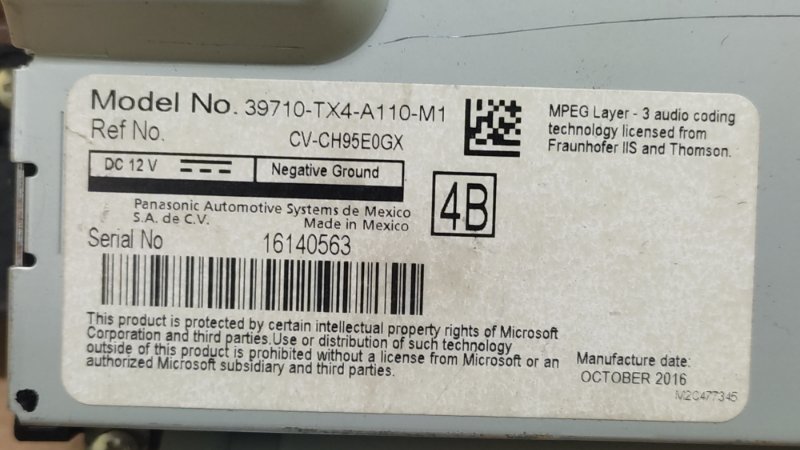 Model No. 39710-TX4-A110-M1
Ref No. CV-CH95E0GX
DC 12 V Negative Ground
Panasonic Automotive Systems de Mexico
S.A. de C.V. Made in Mexico
4B
Serial No 16140563
MPEG Layer - 3 audio coding
technology licensed from
Fraunhofer IIS and Thomson.
This product is protected by certain intellectual property rights of Microsoft
Corporation and third parties.Use or distribution of such technology
outside of this product is prohibited without a license from Microsoft or an
authorized Microsoft subsidiary and third parties.
Manufacture date:
OCTOBER 2016
M2C477345